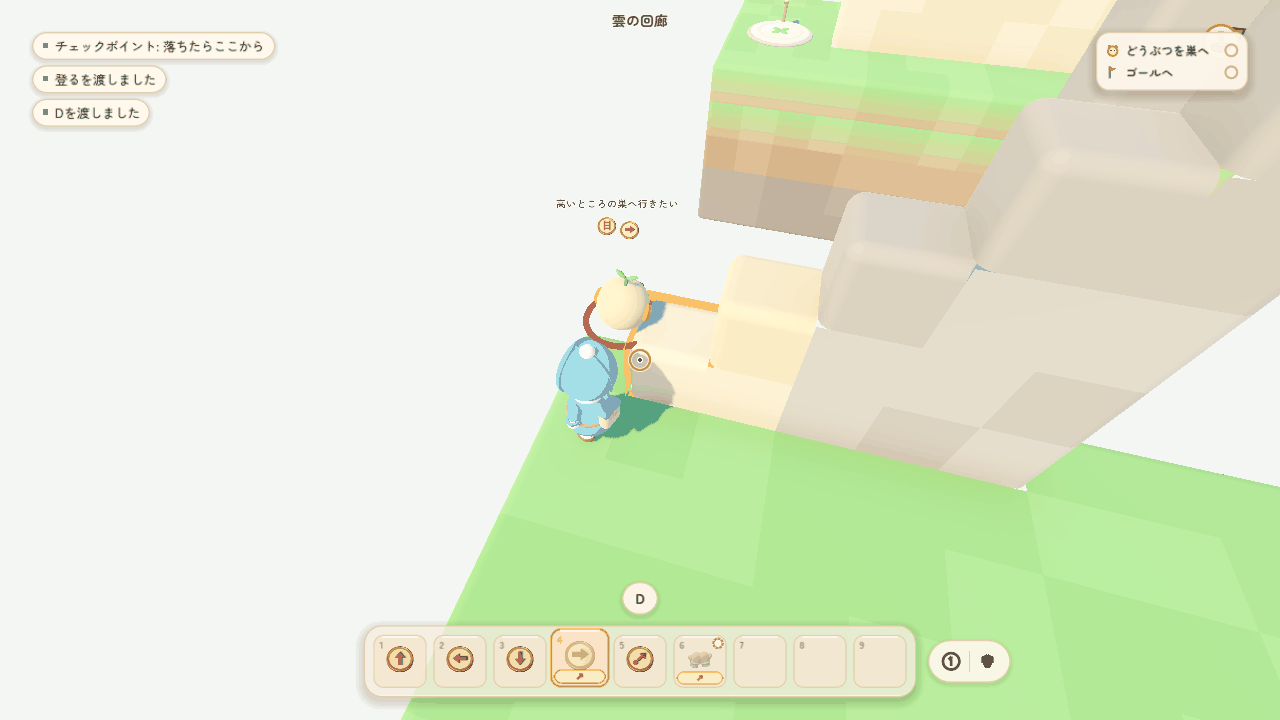 雲の回廊
チェックポイント: 落ちたらここから
登るを渡しました
Dを渡しました
どうぶつを巣へ
ゴールへ
高いところの巣へ行きたい
D
1
2
3
4
5
6
7
8
9
1